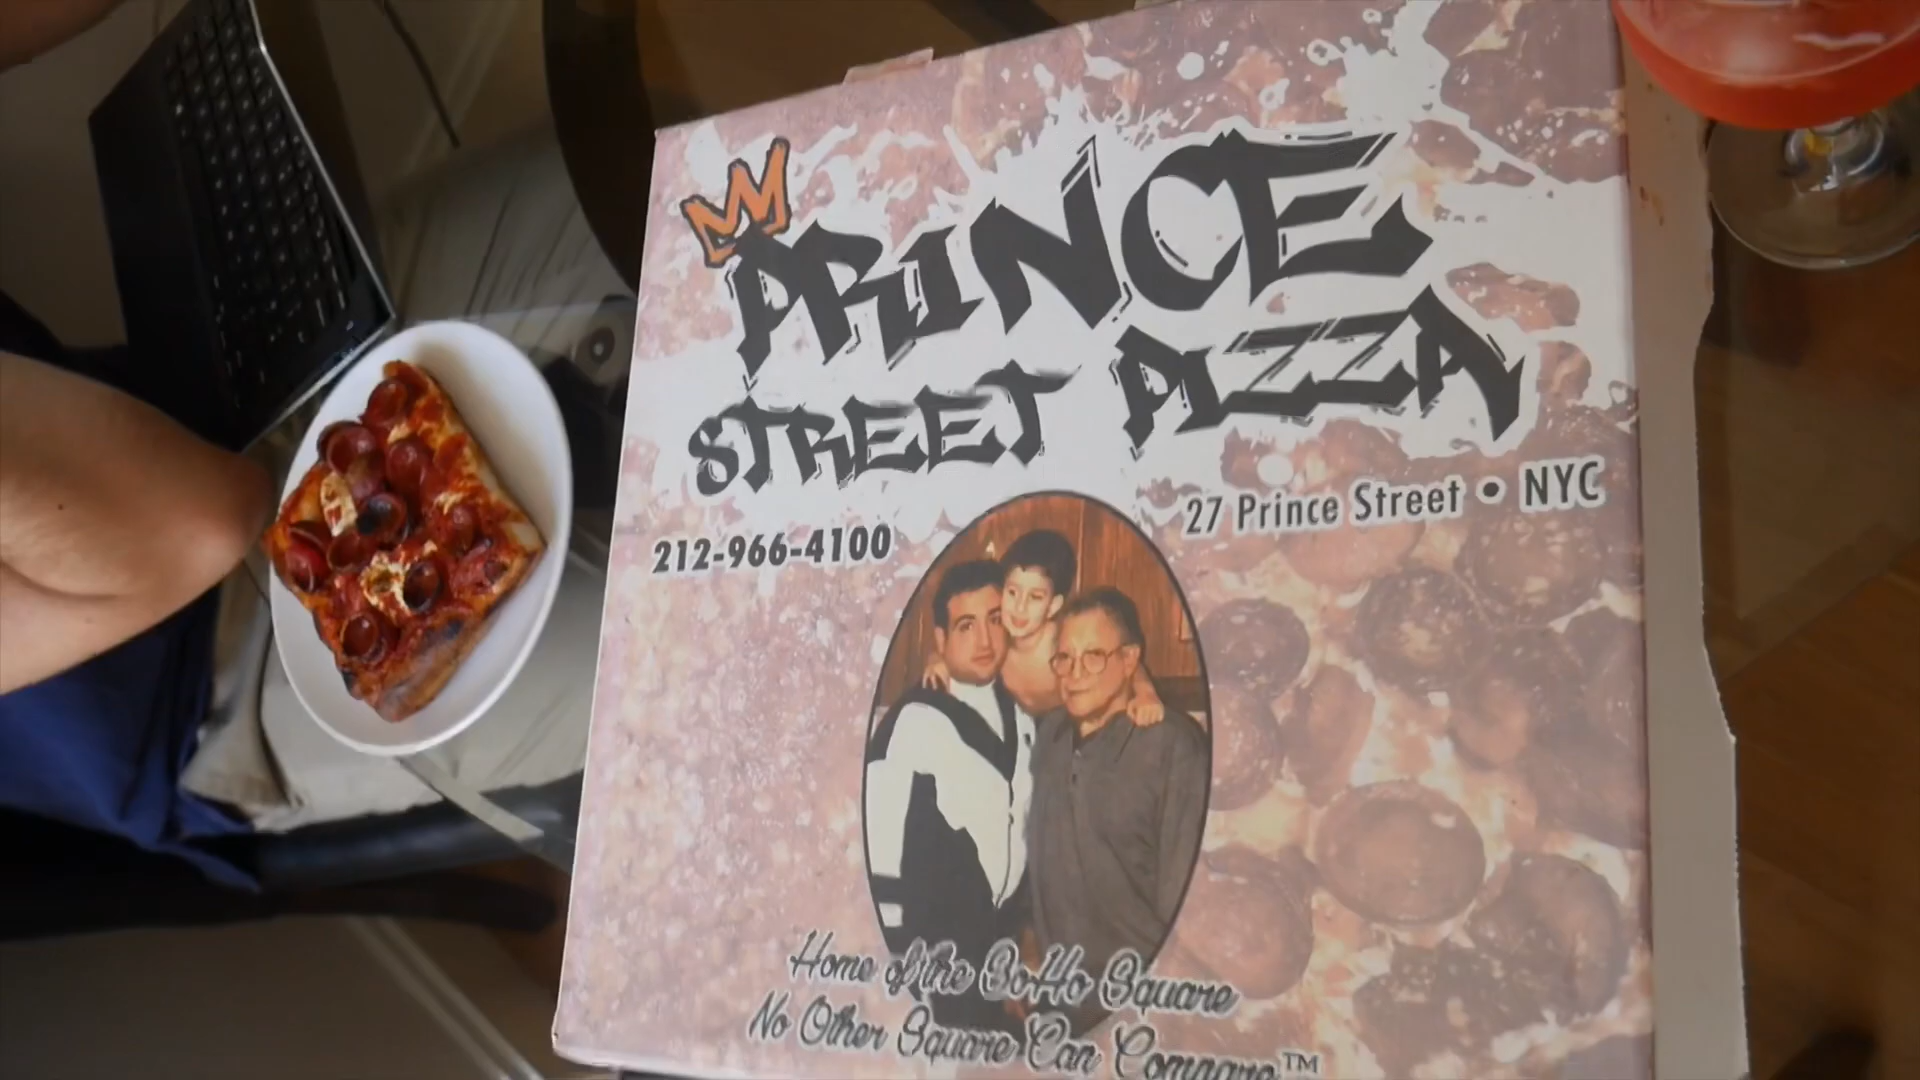 PRINCE
STREET PIZZA
27 Prince Street • NYC
212-966-4100
Home of the SoHo Square
No Other Square Can Compare™